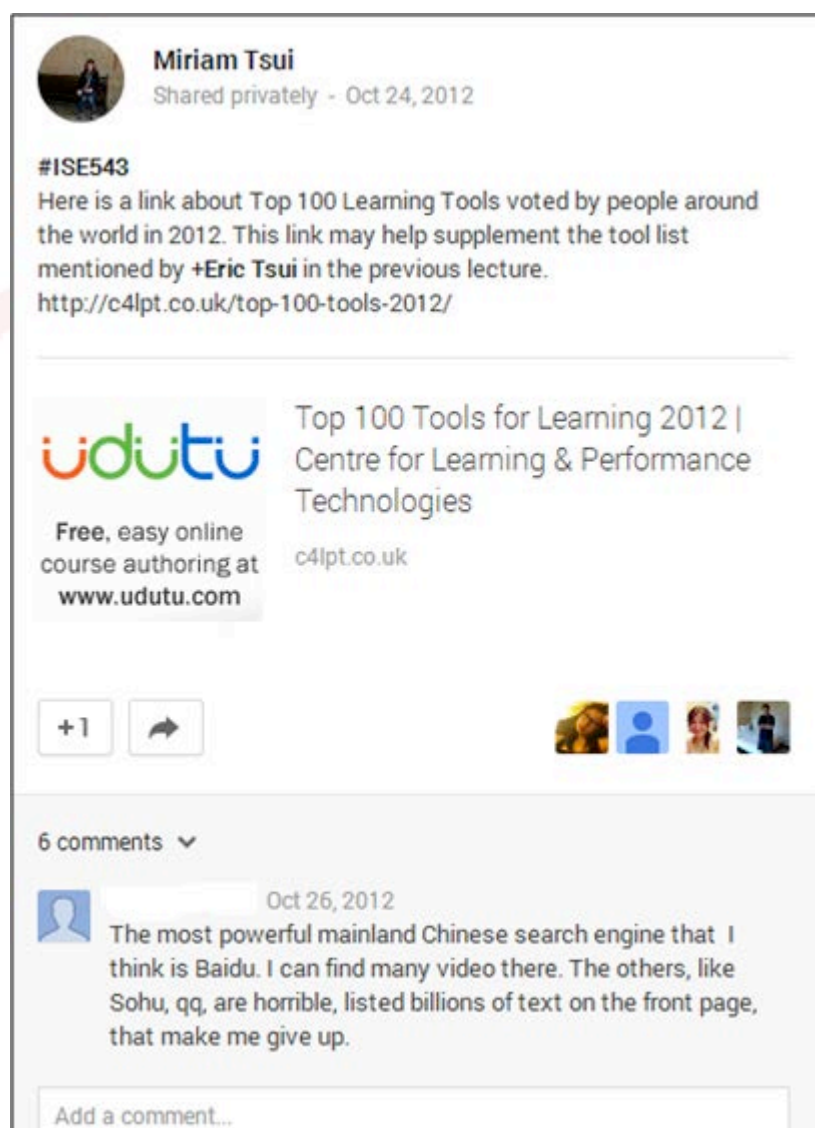 Miriam Tsui
Shared privately - Oct 24, 2012
#ISE543
Here is a link about Top 100 Learning Tools voted by people around
the world in 2012. This link may help supplement the tool list
mentioned by +Eric Tsui in the previous lecture.
http://c4lpt.co.uk/top-100-tools-2012/
udutu
Free, easy online
course authoring at
www.udutu.com
Top 100 Tools for Learning 2012 |
Centre for Learning & Performance
Technologies
c4lpt.co.uk
+1
6 comments
Oct 26, 2012
The most powerful mainland Chinese search engine that I
think is Baidu. I can find many video there. The others, like
Sohu, qq, are horrible, listed billions of text on the front page,
that make me give up.
Add a comment...